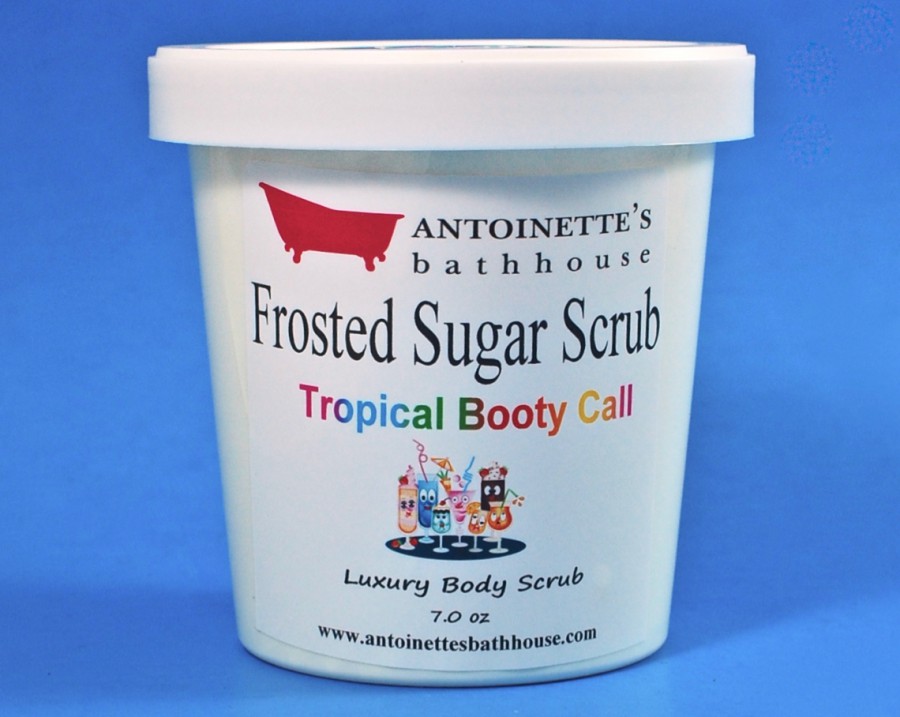 ANTOINETTE'S
bathhouse
Frosted Sugar Scrub
Tropical Booty Call
Luxury Body Scrub
7.0 oz
www.antoinettesbathhouse.com